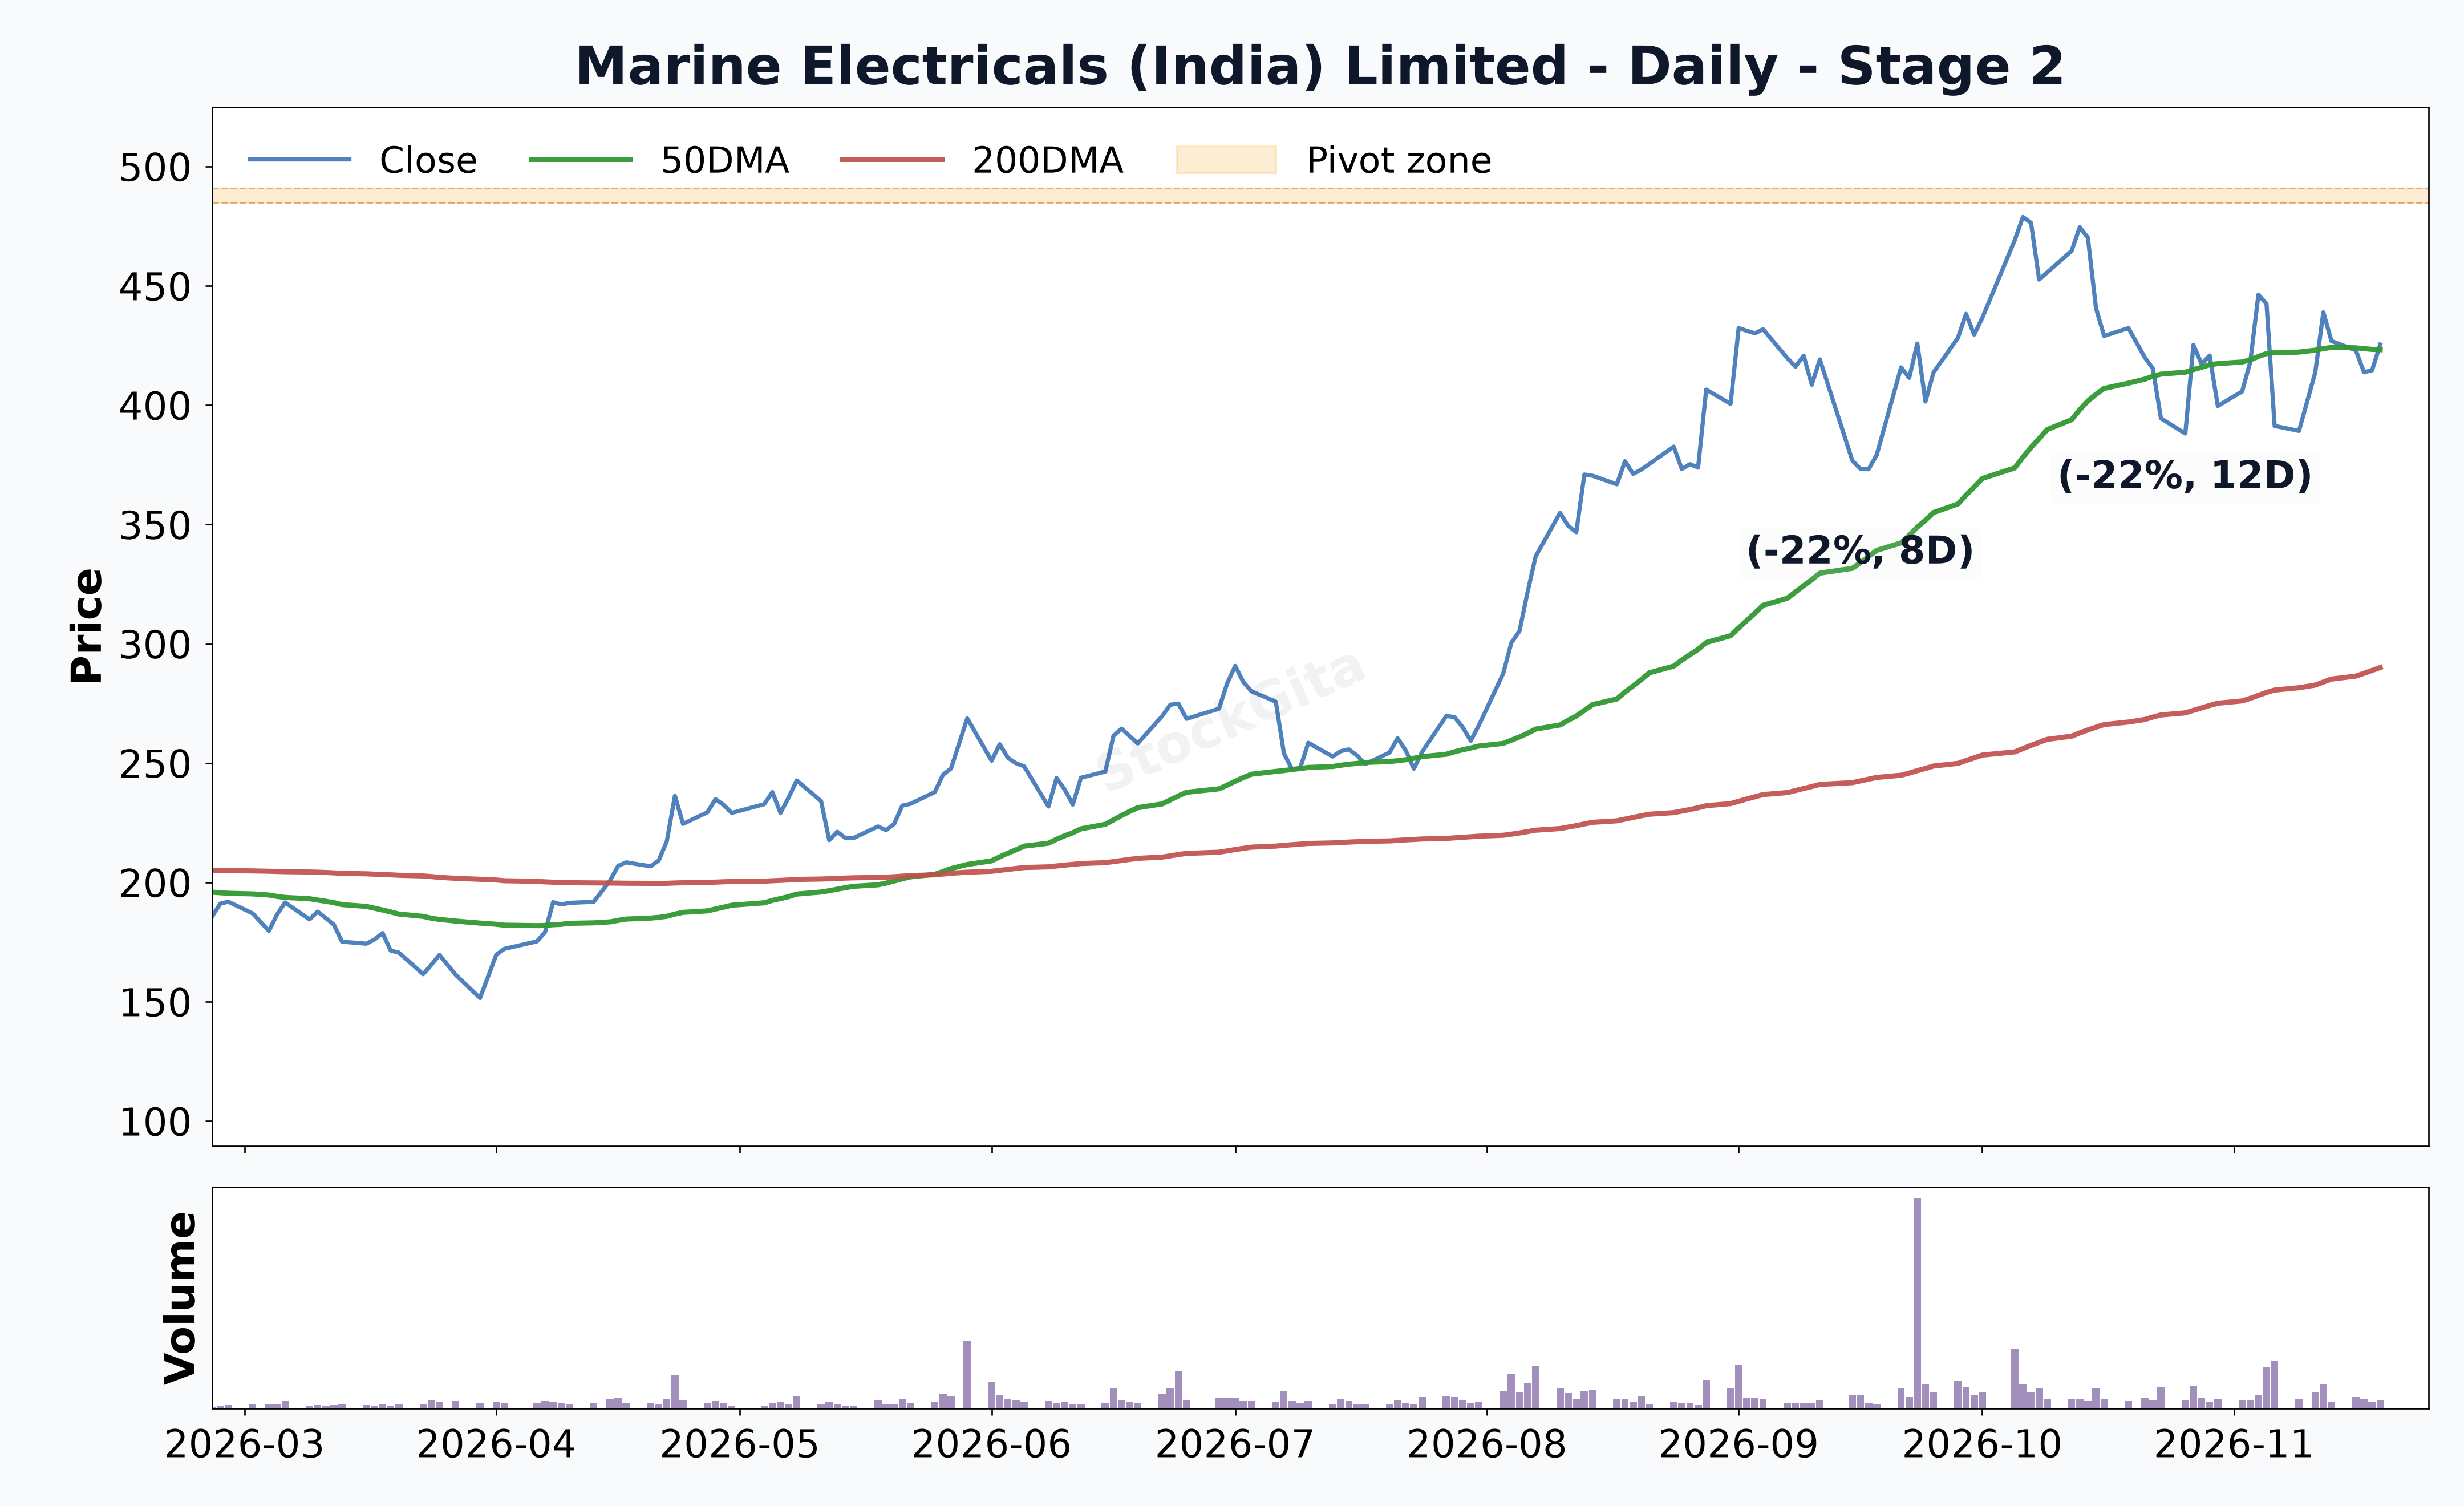 Marine Electricals (India) Limited - Daily - Stage 2
Close 50DMA 200DMA Pivot zone
500
450
400
350
300
250
200
150
100
Price
(-22%, 12D)
(-22%, 8D)
StockGita
Volume
2026-03 2026-04 2026-05 2026-06 2026-07 2026-08 2026-09 2026-10 2026-11